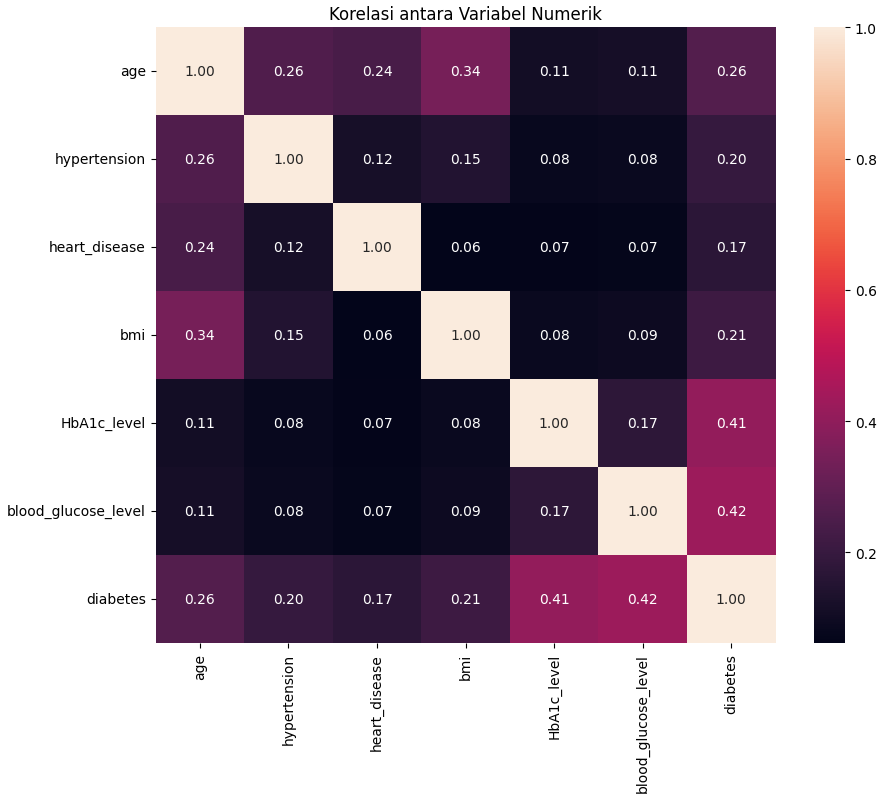 Korelasi antara Variabel Numerik
age 1.00 0.26 0.24 0.34 0.11 0.11 0.26
hypertension 0.26 1.00 0.12 0.15 0.08 0.08 0.20
heart_disease 0.24 0.12 1.00 0.06 0.07 0.07 0.17
bmi 0.34 0.15 0.06 1.00 0.08 0.09 0.21
HbA1c_level 0.11 0.08 0.07 0.08 1.00 0.17 0.41
blood_glucose_level 0.11 0.08 0.07 0.09 0.17 1.00 0.42
diabetes 0.26 0.20 0.17 0.21 0.41 0.42 1.00
age
hypertension
heart_disease
bmi
HbA1c_level
blood_glucose_level
diabetes
1.0
0.8
0.6
0.4
0.2